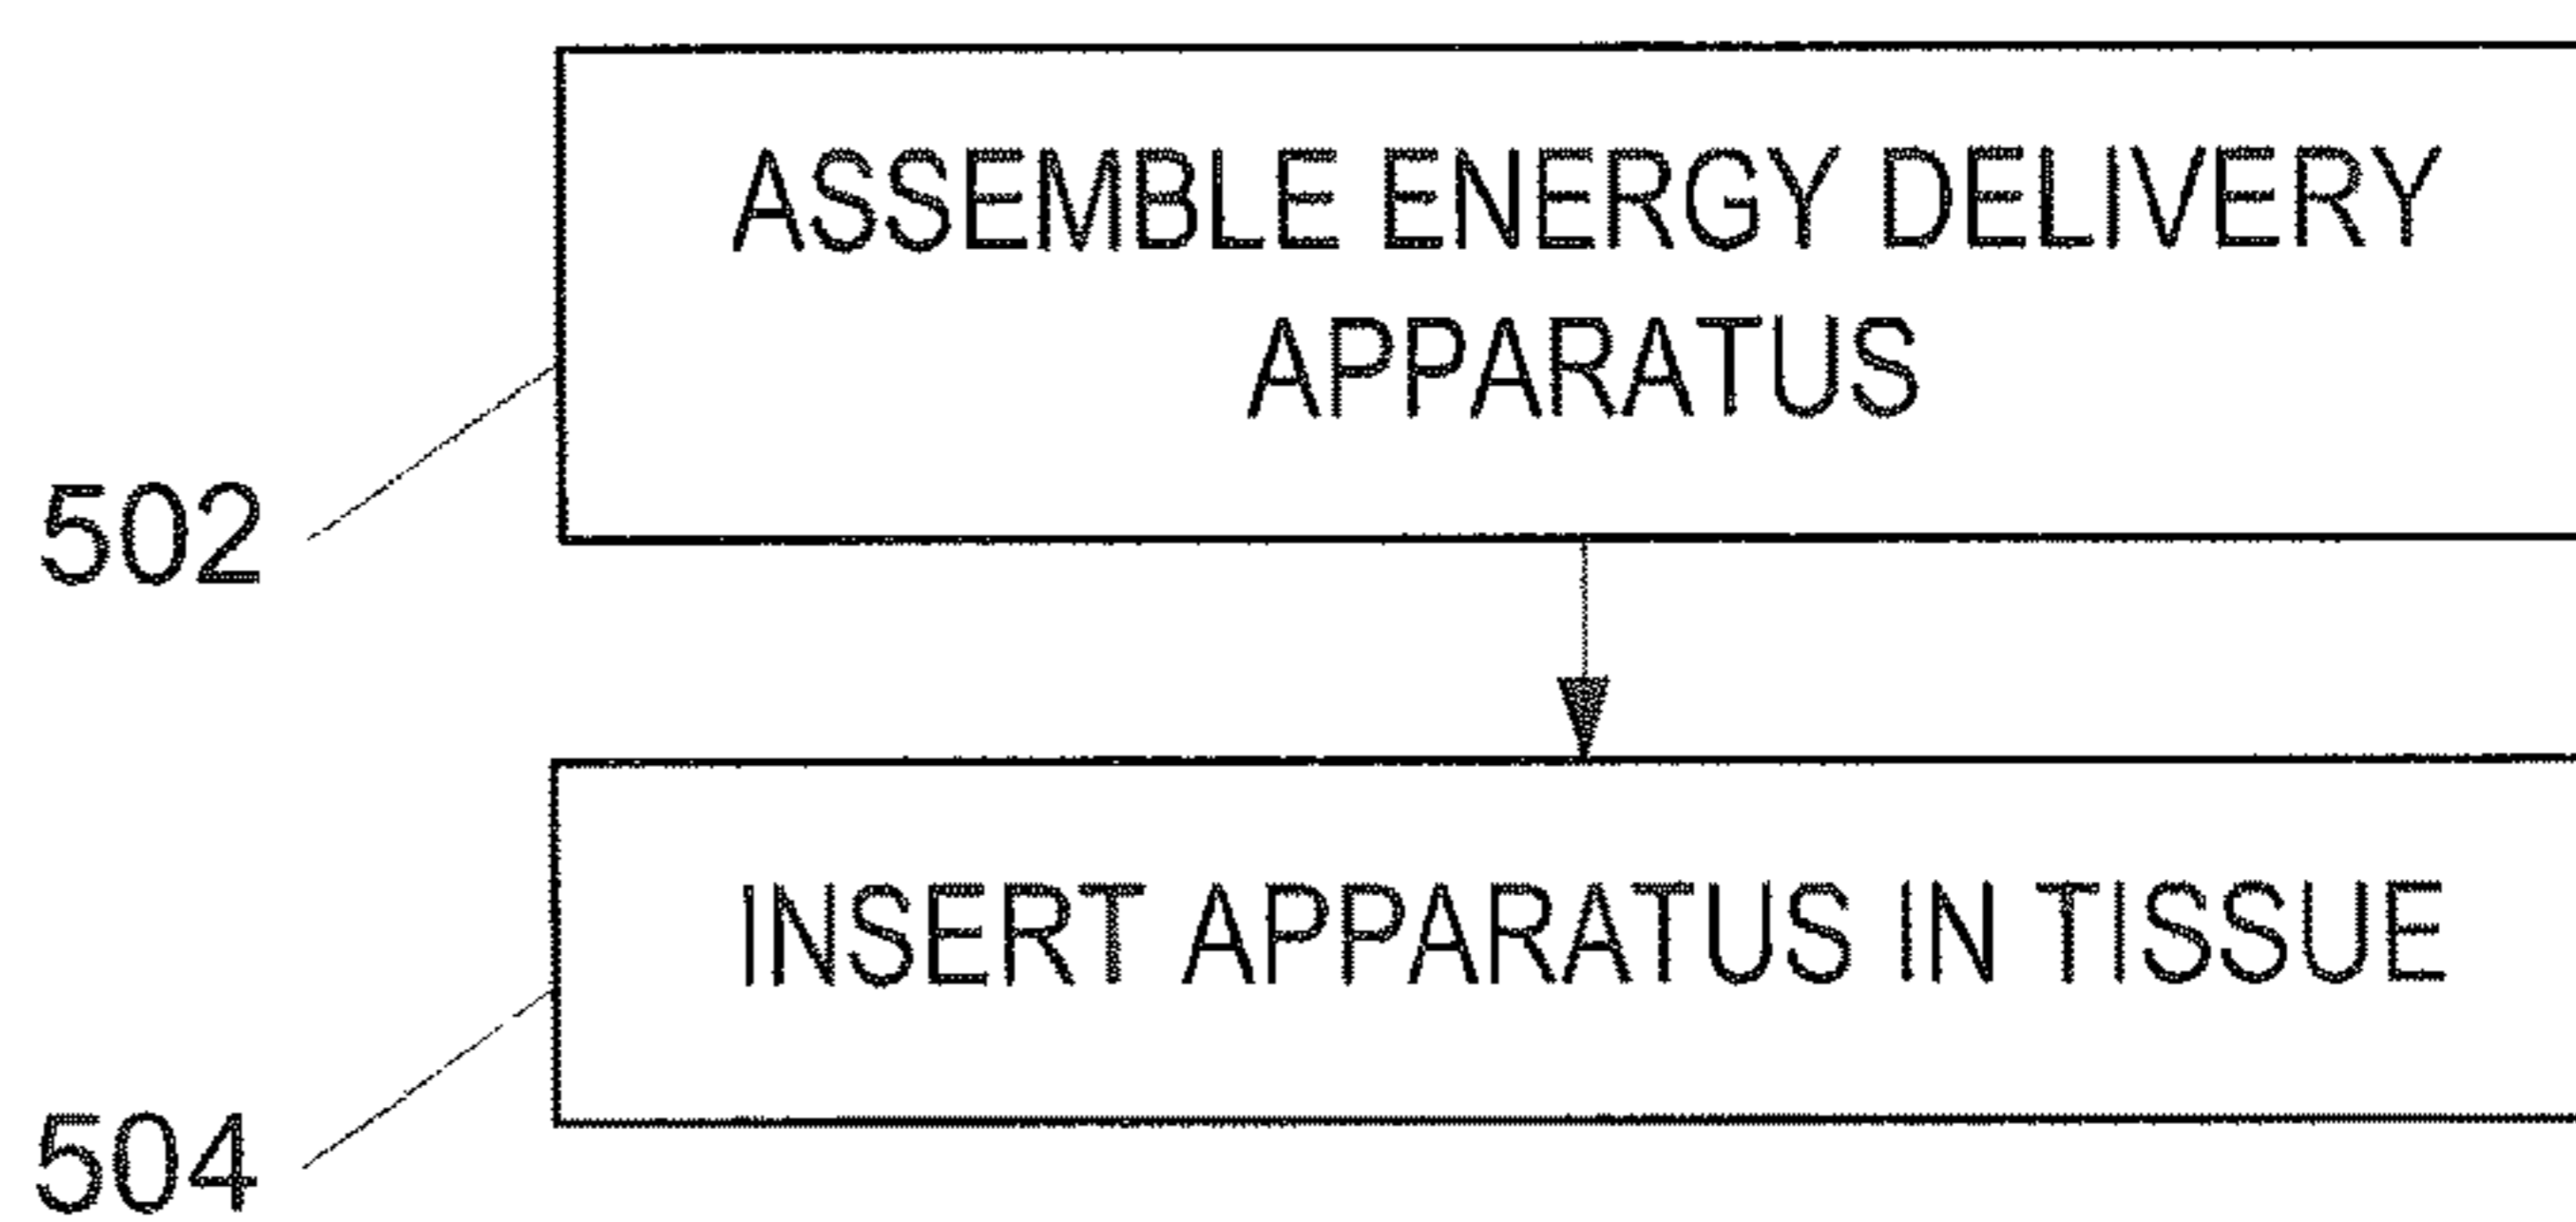 ASSEMBLE ENERGY DELIVERY
APPARATUS
502
INSERT APPARATUS IN TISSUE
504